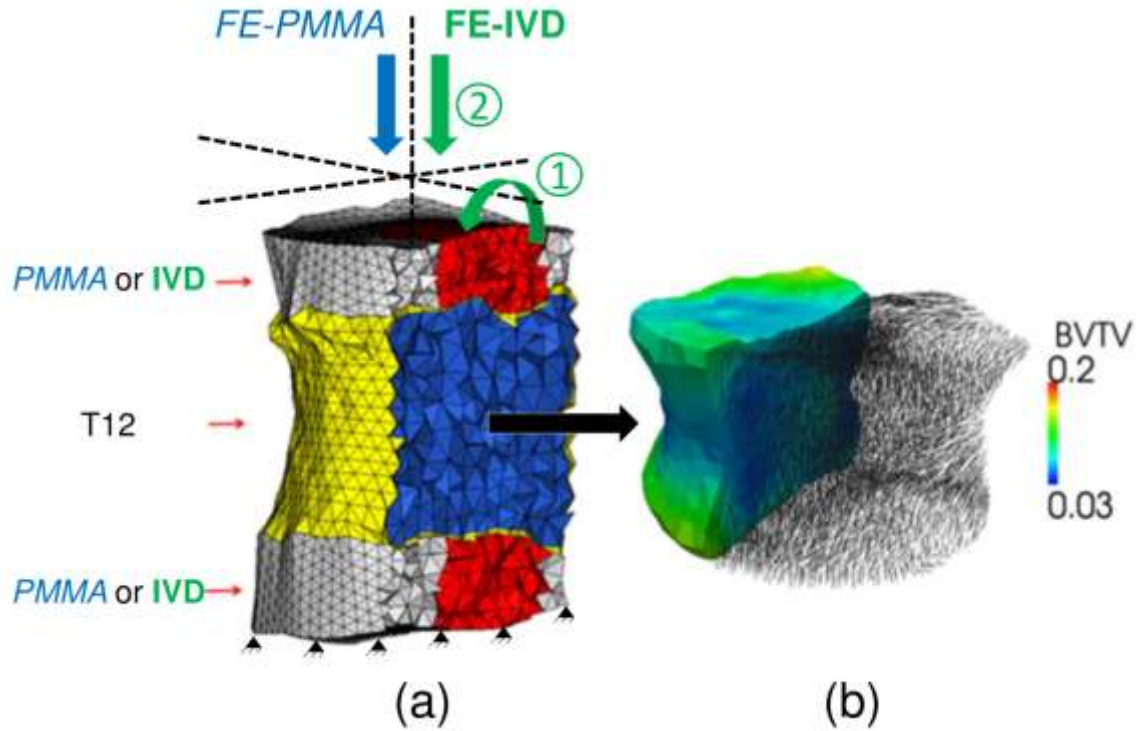 FE-PMMA FE-IVD
②
①
PMMA or IVD
T12
PMMA or IVD
BVTV
0.2
0.03
(a)
(b)